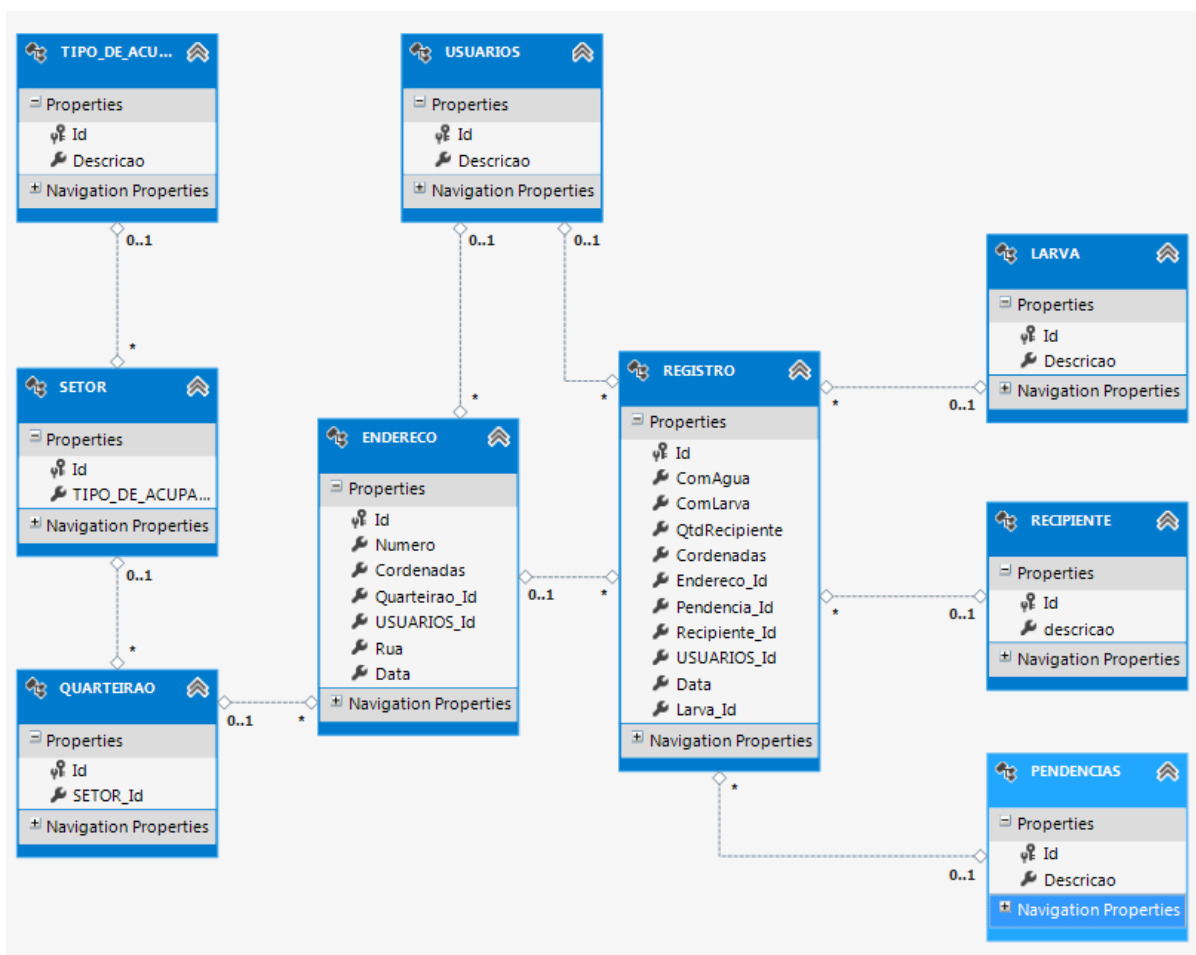 TIPO_DE_ACU...
Properties
Id
Descricao
Navigation Properties
0..1
*
SETOR
Properties
Id
TIPO_DE_ACUPA...
Navigation Properties
0..1
*
QUARTEIRAO
Properties
Id
SETOR_Id
Navigation Properties
0..1
*
USUARIOS
Properties
Id
Descricao
Navigation Properties
0..1
0..1
*
*
ENDERECO
Properties
Id
Numero
Cordenadas
Quarteirao_Id
USUARIOS_Id
Rua
Data
Navigation Properties
0..1
*
REGISTRO
Properties
Id
ComAgua
ComLarva
QtdRecipiente
Cordenadas
Endereco_Id
Pendencia_Id
Recipiente_Id
USUARIOS_Id
Data
Larva_Id
Navigation Properties
*
0..1
*
0..1
*
0..1
LARVA
Properties
Id
Descricao
Navigation Properties
RECIPIENTE
Properties
Id
descricao
Navigation Properties
PENDENCIAS
Properties
Id
Descricao
Navigation Properties